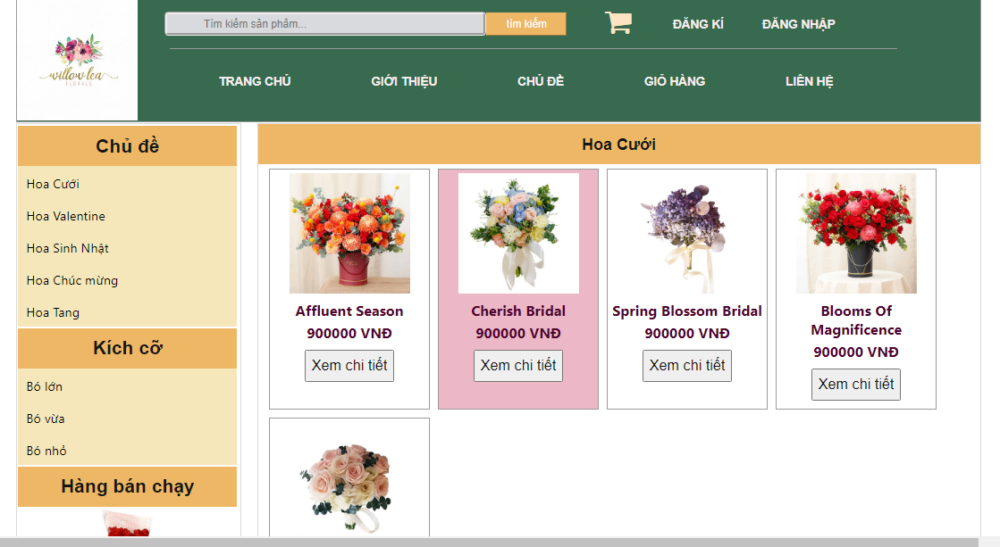 willow lea
FLORALS
Tìm kiếm sản phẩm...
tìm kiếm
ĐĂNG KÍ
ĐĂNG NHẬP
TRANG CHỦ
GIỚI THIỆU
CHỦ ĐỀ
GIỎ HÀNG
LIÊN HỆ
Chủ đề
Hoa Cưới
Hoa Valentine
Hoa Sinh Nhật
Hoa Chúc mừng
Hoa Tang
Kích cỡ
Bó lớn
Bó vừa
Bó nhỏ
Hàng bán chạy
Hoa Cưới
Affluent Season
900000 VNĐ
Xem chi tiết
Cherish Bridal
900000 VNĐ
Xem chi tiết
Spring Blossom Bridal
900000 VNĐ
Xem chi tiết
Blooms Of
Magnificence
900000 VNĐ
Xem chi tiết